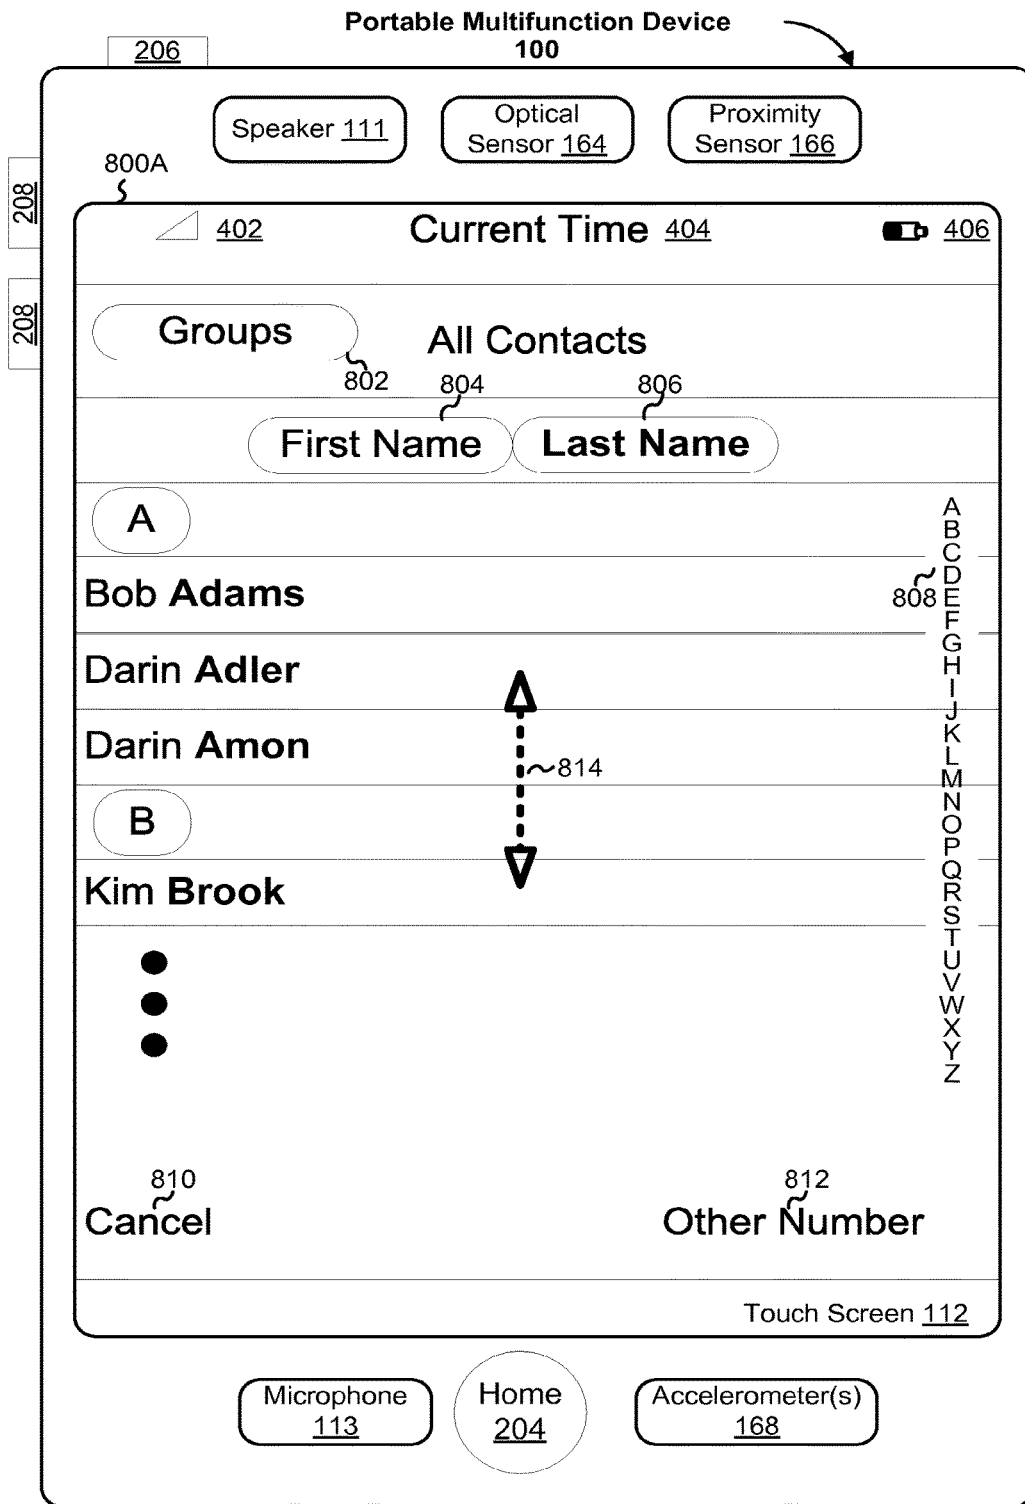 Portable Multifunction Device
100
206
Speaker 111
Optical
Sensor 164
Proximity
Sensor 166
208
208
800A
402
Current Time 404
406
Groups
All Contacts
802
804
806
First Name
Last Name
A
Bob Adams
Darin Adler
Darin Amon
B
Kim Brook
814
808
A
B
C
D
E
F
G
H
I
J
K
L
M
N
O
P
Q
R
S
T
U
V
W
X
Y
Z
810
Cancel
812
Other Number
Touch Screen 112
Microphone
113
Home
204
Accelerometer(s)
168